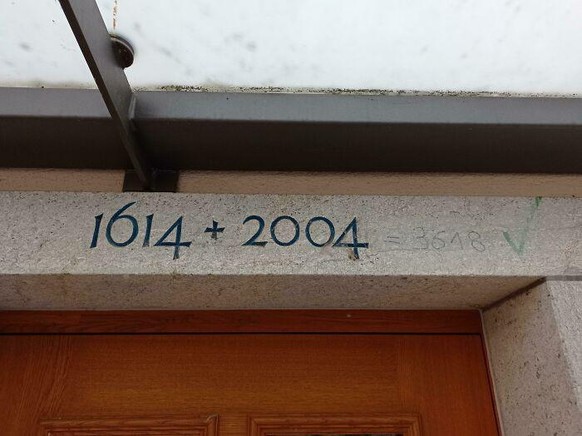 1614 + 2004 = 3618 ✓